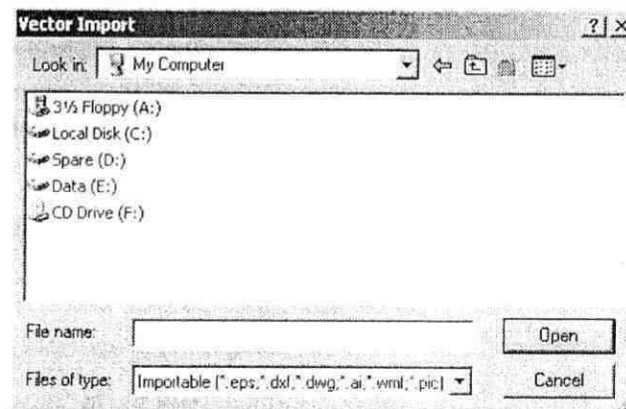 Vector Import ? X
Look in: My Computer
3½ Floppy (A:)
Local Disk (C:)
Spare (D:)
Data (E:)
CD Drive (F:)
File name: Open
Files of type: Importable (*.eps,*.dxf,*.dwg,*.ai,*.wmf,*.pic) Cancel